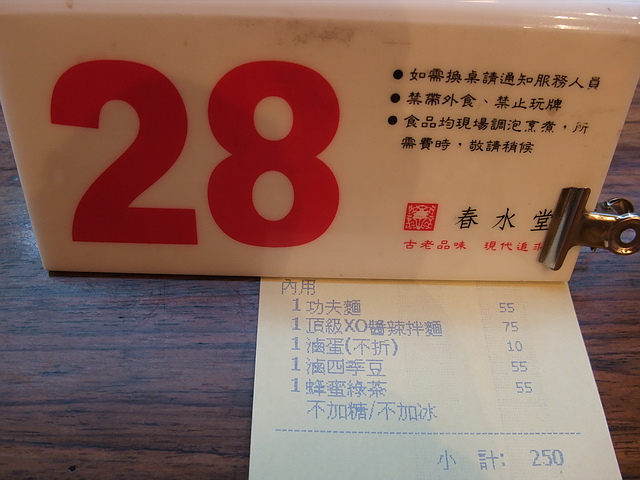 28
● 如需換桌請通知服務人員
● 禁帶外食、禁止玩牌
● 食品均現場調泡烹煮，所
需費時，敬請稍候
春水堂
古老品味 現代追求
內用
1 功夫麵 55
1 頂級XO醬辣拌麵 75
1 滷蛋(不折) 10
1 滷四季豆 55
1 蜂蜜綠茶 55
不加糖/不加冰
小 計: 250